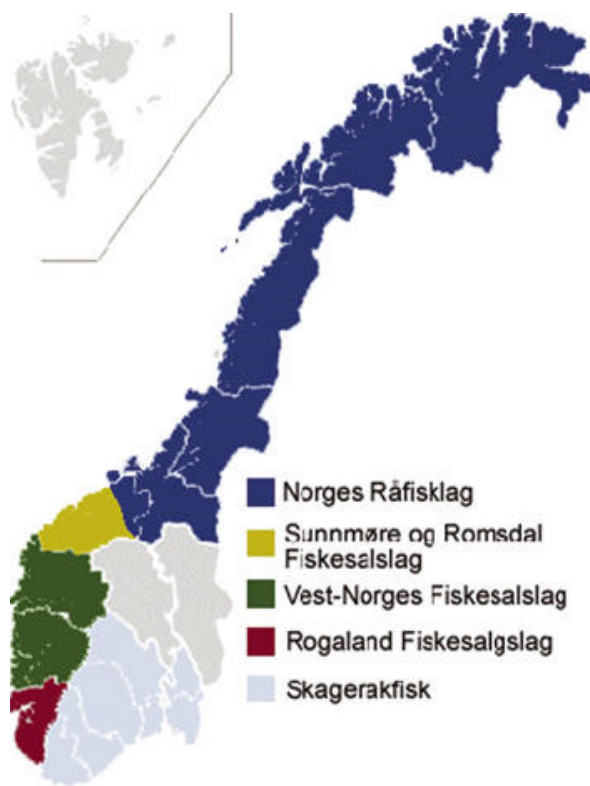 Norges Råfisklag
Sunnmøre og Romsdal
Fiskesalslag
Vest-Norges Fiskesalslag
Rogaland Fiskesalgslag
Skagerakfisk